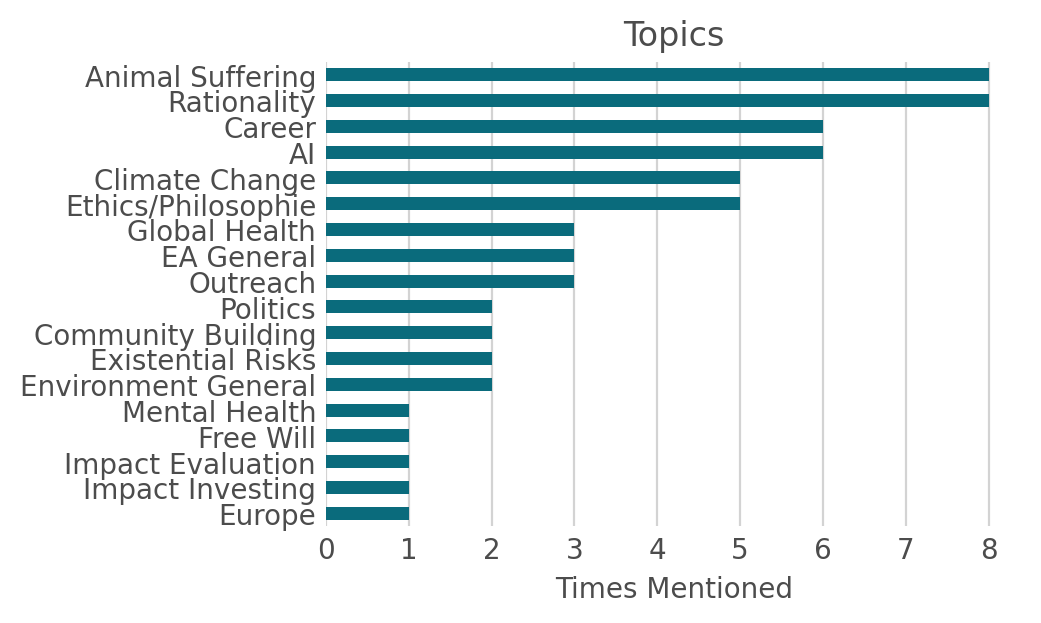 Topics
Animal Suffering
Rationality
Career
AI
Climate Change
Ethics/Philosophie
Global Health
EA General
Outreach
Politics
Community Building
Existential Risks
Environment General
Mental Health
Free Will
Impact Evaluation
Impact Investing
Europe
0 1 2 3 4 5 6 7 8
Times Mentioned